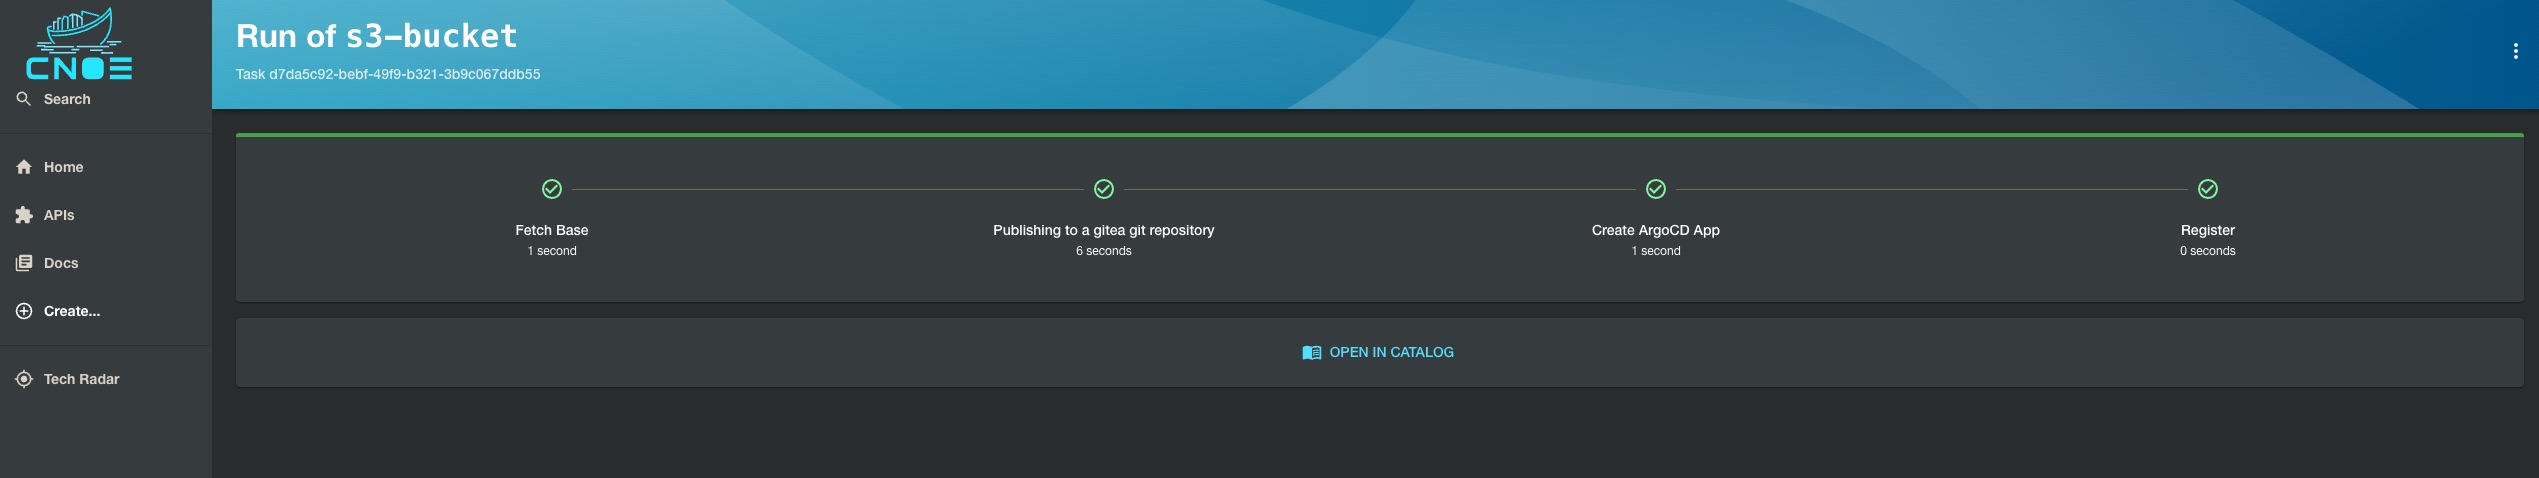 CNOE
Search
Home
APIs
Docs
Create...
Tech Radar
Run of s3-bucket
Task d7da5c92-bebf-49f9-b321-3b9c067ddb55
Fetch Base
1 second
Publishing to a gitea git repository
6 seconds
Create ArgoCD App
1 second
Register
0 seconds
OPEN IN CATALOG